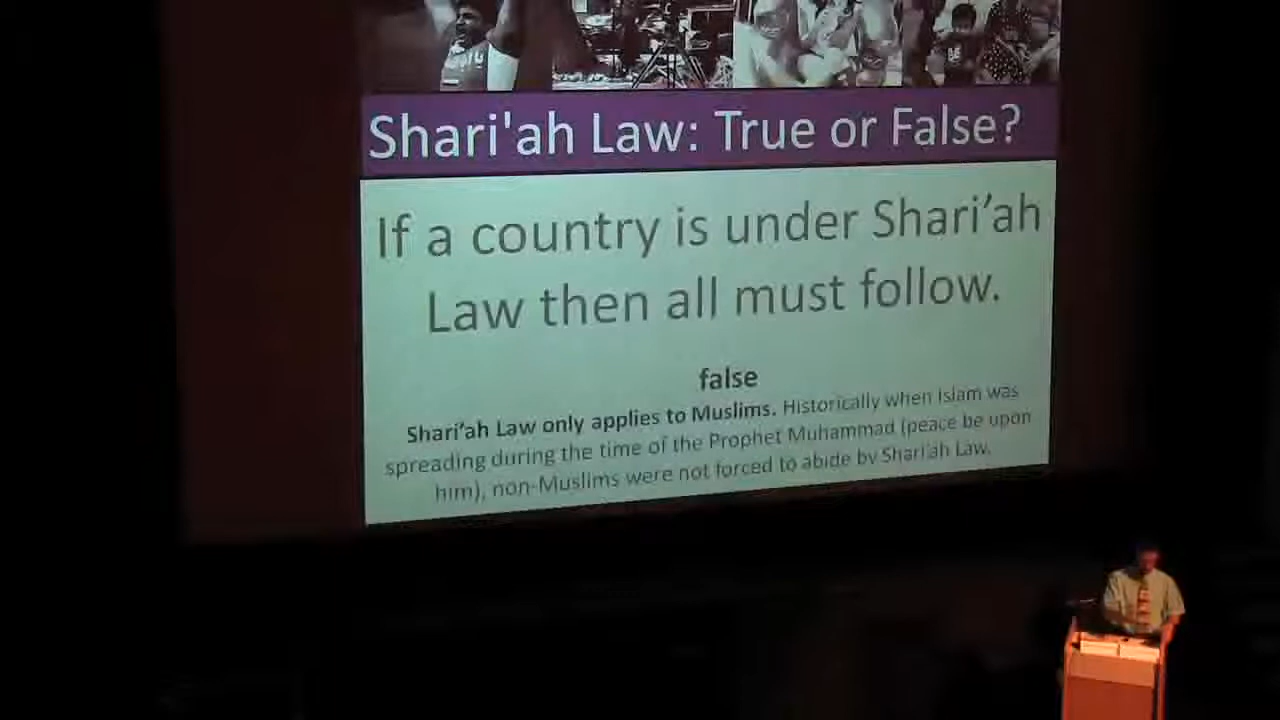 Shari'ah Law: True or False?
If a country is under Shari’ah
Law then all must follow.
false
Shari’ah Law only applies to Muslims. Historically when Islam was
spreading during the time of the Prophet Muhammad (peace be upon
him), non-Muslims were not forced to abide by Shari'ah Law.